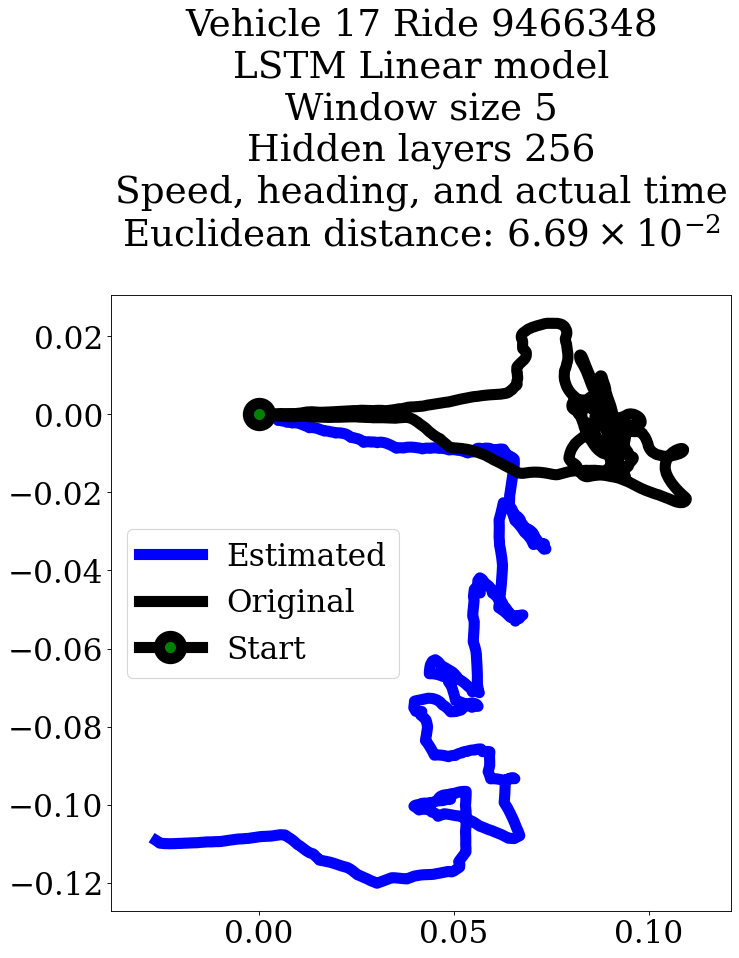 Vehicle 17 Ride 9466348
LSTM Linear model
Window size 5
Hidden layers 256
Speed, heading, and actual time
Euclidean distance: 6.69 × 10⁻²
0.02
0.00
−0.02
−0.04
−0.06
−0.08
−0.10
−0.12
Estimated
Original
Start
0.00 0.05 0.10